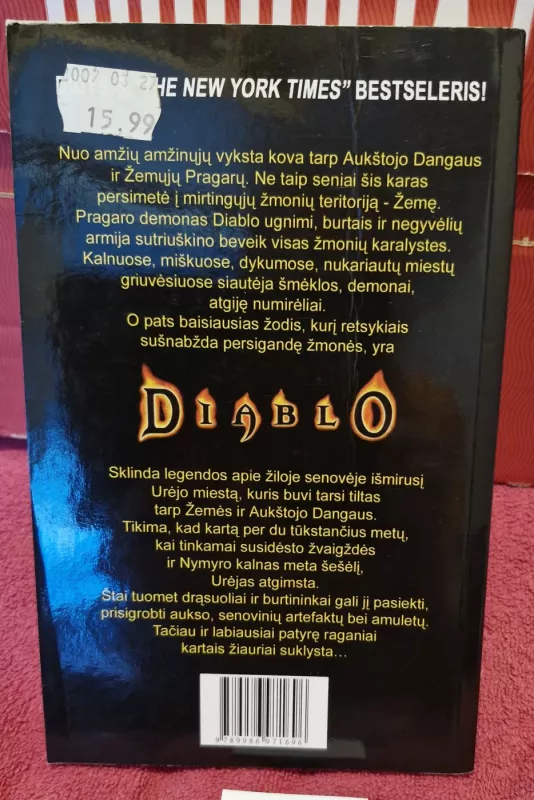 2002 03 27
15.99
THE NEW YORK TIMES” BESTSELERIS!
Nuo amžių amžinųjų vyksta kova tarp Aukštojo Dangaus
ir Žemųjų Pragarų. Ne taip seniai šis karas
persimetė į mirtingųjų žmonių teritoriją - Žemę.
Pragaro demonas Diablo ugnimi, burtais ir negyvėlių
armija sutriuškino beveik visas žmonių karalystes.
Kalnuose, miškuose, dykumose, nukariautų miestų
griuvėsiuose siautėja šmėklos, demonai,
atgiję numirėliai.
O pats baisiausias žodis, kurį retsykiais
sušnabžda persigandę žmonės, yra
DIABLO
Sklinda legendos apie žiloje senovėje išmirusį
Urėjo miestą, kuris buvi tarsi tiltas
tarp Žemės ir Aukštojo Dangaus.
Tikima, kad kartą per du tūkstančius metų,
kai tinkamai susidėsto žvaigždės
ir Nymyro kalnas meta šešėlį,
Urėjas atgimsta.
Štai tuomet drąsuoliai ir burtininkai gali jį pasiekti,
prisigrobti aukso, senovinių artefaktų bei amuletų.
Tačiau ir labiausiai patyrę raganiai
kartais žiauriai suklysta...
9789986971696